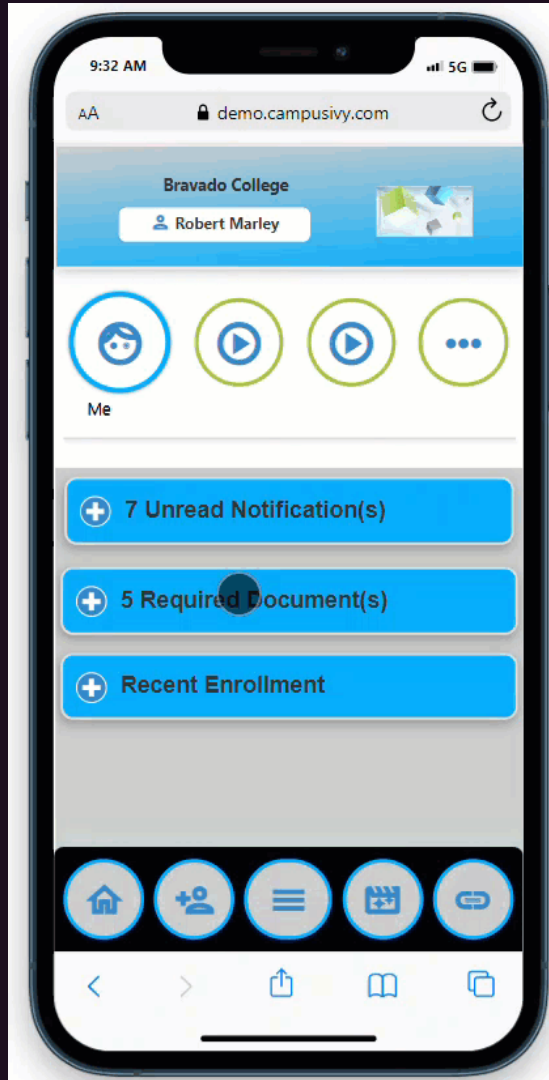 9:32 AM
5G
AA
demo.campusivy.com
Bravado College
Robert Marley
Me
7 Unread Notification(s)
5 Required Document(s)
Recent Enrollment